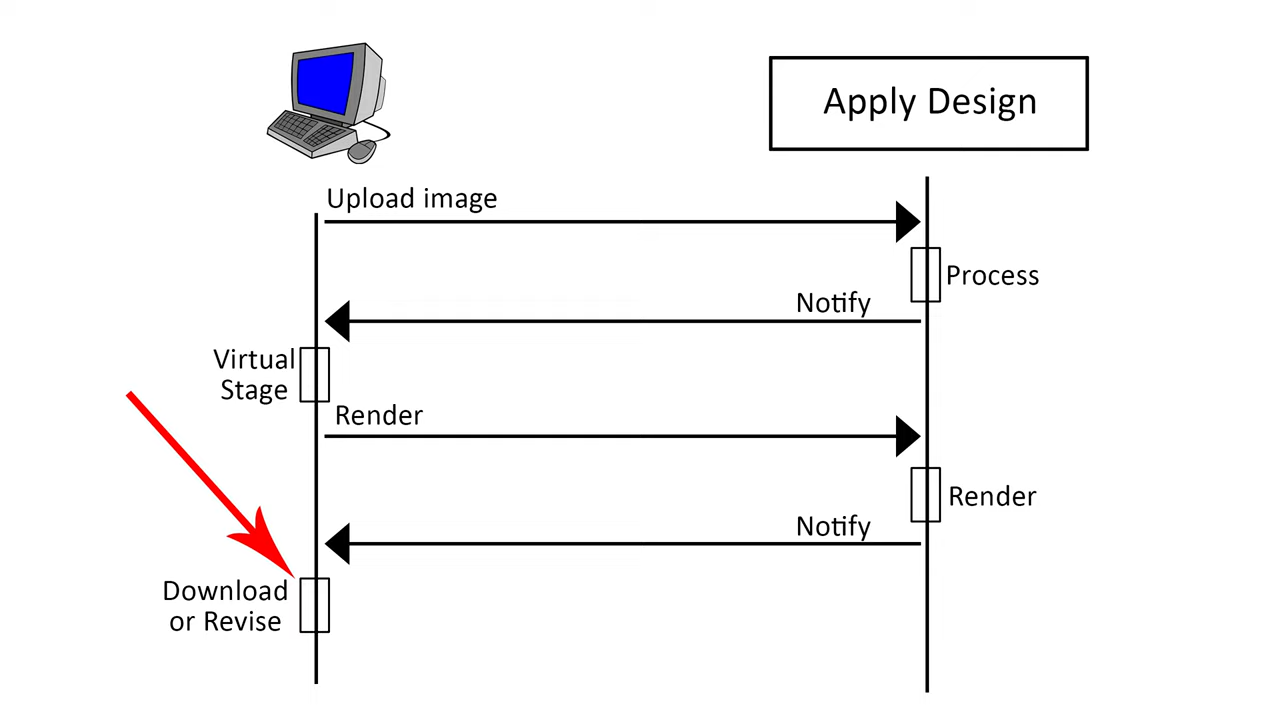 Apply Design
Upload image
Process
Notify
Virtual
Stage
Render
Render
Notify
Download
or Revise